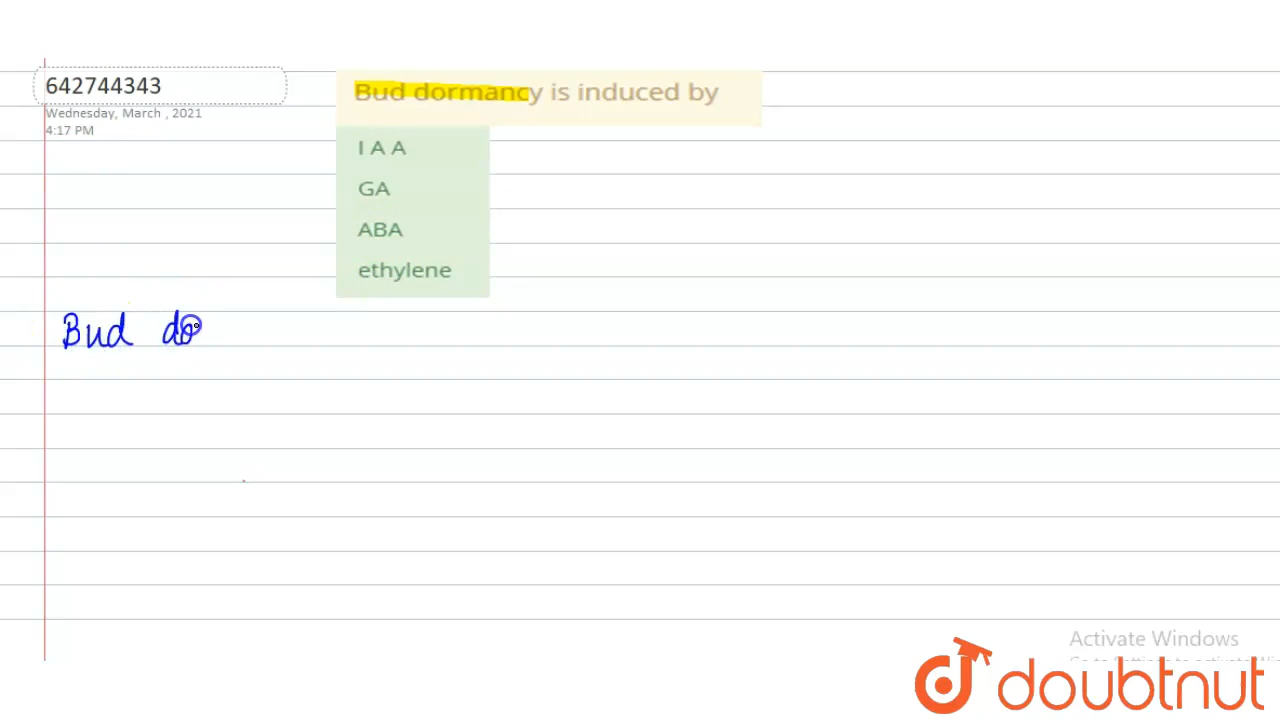 642744343
Wednesday, March , 2021
4:17 PM
Bud dormancy is induced by
I A A
GA
ABA
ethylene
Bud do
Activate Windows
doubtnut